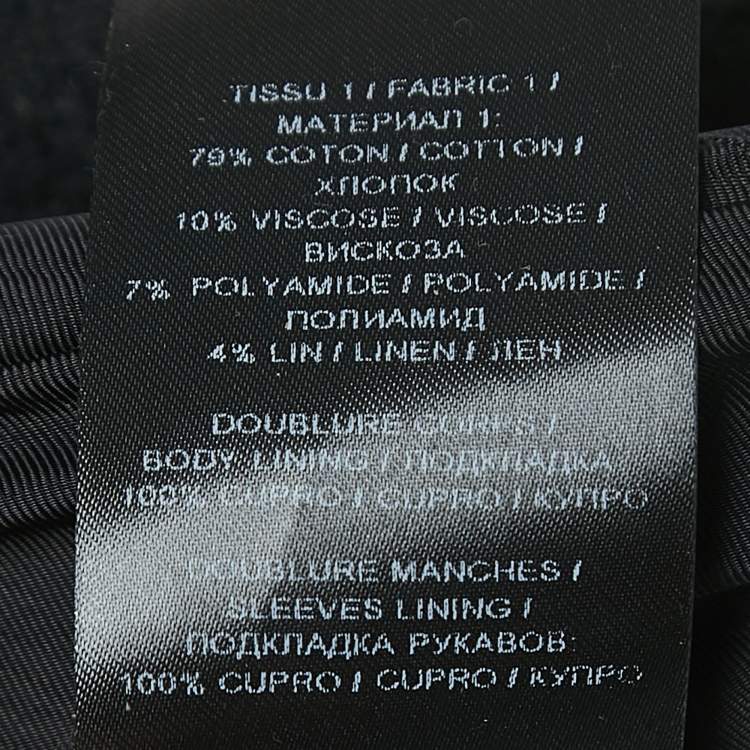 TISSU 1 / FABRIC 1 /
МАТЕРИАЛ 1:
79% COTON / COTTON /
ХЛОПОК
10% VISCOSE / VISCOSE /
ВИСКОЗА
7% POLYAMIDE / POLYAMIDE /
ПОЛИАМИД
4% LIN / LINEN / ЛЕН
DOUBLURE CORPS /
BODY LINING / ПОДКЛАДКА
100% CUPRO / CUPRO / КУПРО
DOUBLURE MANCHES /
SLEEVES LINING /
ПОДКЛАДКА РУКАВОВ:
100% CUPRO / CUPRO / КУПРО